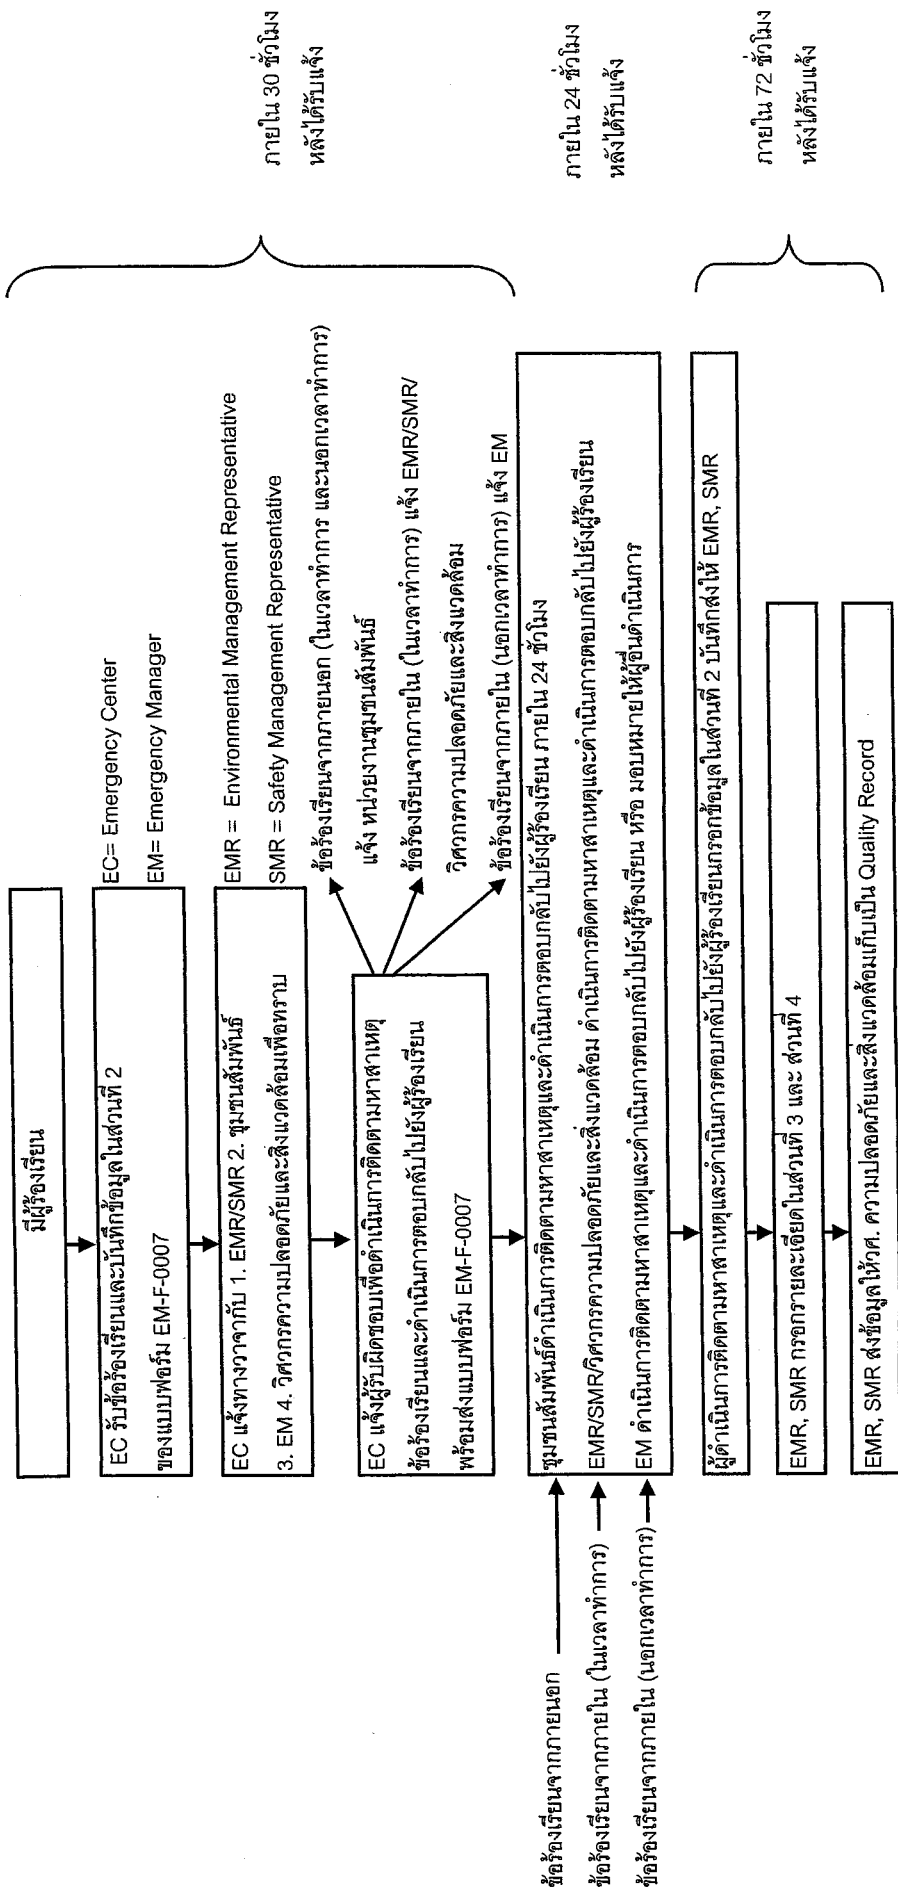 มีผู้ร้องเรียน
EC รับข้อร้องเรียนและบันทึกข้อมูลในส่วนที่ 2
ของแบบฟอร์ม EM-F-0007
EC= Emergency Center
EM= Emergency Manager
EC แจ้งทางวาจากับ 1. EMR/SMR 2. ชุมชนสัมพันธ์
3. EM 4. วิศวกรความปลอดภัยและสิ่งแวดล้อมเพื่อทราบ
EMR = Environmental Management Representative
SMR = Safety Management Representative
EC แจ้งผู้รับผิดชอบเพื่อดำเนินการติดตามหาสาเหตุ
ข้อร้องเรียนและดำเนินการตอบกลับไปยังผู้ร้องเรียน
พร้อมส่งแบบฟอร์ม EM-F-0007
ข้อร้องเรียนจากภายนอก (ในเวลาทำการ และนอกเวลาทำการ)
แจ้ง หน่วยงานชุมชนสัมพันธ์
ข้อร้องเรียนจากภายใน (ในเวลาทำการ) แจ้ง EMR/SMR/
วิศวกรความปลอดภัยและสิ่งแวดล้อม
ข้อร้องเรียนจากภายใน (นอกเวลาทำการ) แจ้ง EM
ภายใน 30 ชั่วโมง
หลังได้รับแจ้ง
ข้อร้องเรียนจากภายนอก
ข้อร้องเรียนจากภายใน (ในเวลาทำการ)
ข้อร้องเรียนจากภายใน (นอกเวลาทำการ)
ชุมชนสัมพันธ์ดำเนินการติดตามหาสาเหตุและดำเนินการตอบกลับไปยังผู้ร้องเรียน ภายใน 24 ชั่วโมง
EMR/SMR/วิศวกรความปลอดภัยและสิ่งแวดล้อม ดำเนินการติดตามหาสาเหตุและดำเนินการตอบกลับไปยังผู้ร้องเรียน
EM ดำเนินการติดตามหาสาเหตุและดำเนินการตอบกลับไปยังผู้ร้องเรียน หรือ มอบหมายให้ผู้อื่นดำเนินการ
ภายใน 24 ชั่วโมง
หลังได้รับแจ้ง
ผู้ดำเนินการติดตามหาสาเหตุและดำเนินการตอบกลับไปยังผู้ร้องเรียนกรอกข้อมูลในส่วนที่ 2 บันทึกส่งให้ EMR, SMR
EMR, SMR กรอกรายละเอียดในส่วนที่ 3 และ ส่วนที่ 4
EMR, SMR ส่งข้อมูลให้วศ. ความปลอดภัยและสิ่งแวดล้อมเก็บเป็น Quality Record
ภายใน 72 ชั่วโมง
หลังได้รับแจ้ง